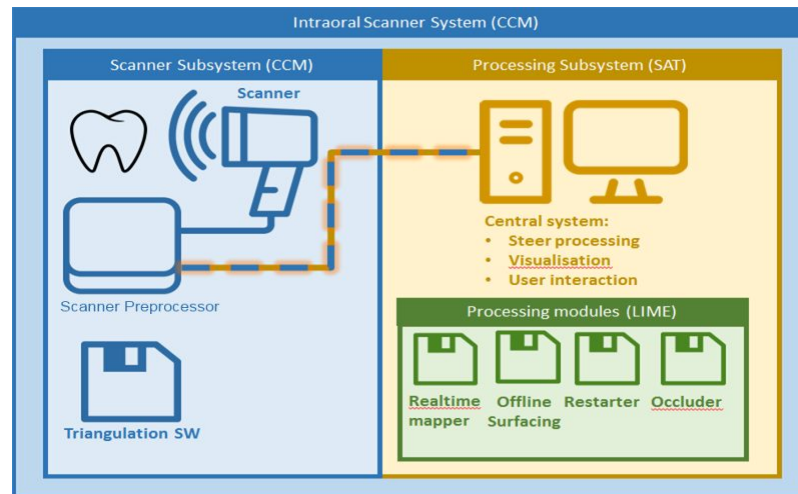 Intraoral Scanner System (CCM)
Scanner Subsystem (CCM)
Processing Subsystem (SAT)
Scanner
Scanner Preprocessor
Triangulation SW
Central system:
• Steer processing
• Visualisation
• User interaction
Processing modules (LIME)
Realtime mapper
Offline Surfacing
Restarter
Occluder